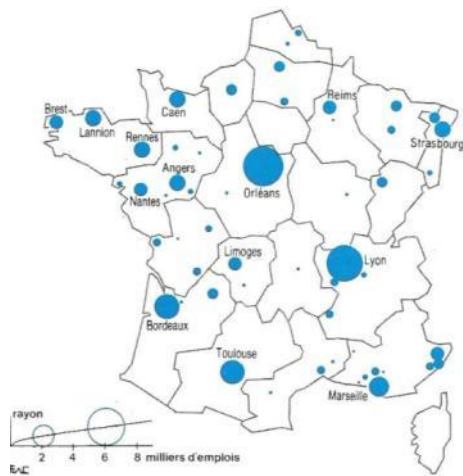 Brest
Lannion
Caen
Reims
Strasbourg
Rennes
Angers
Nantes
Orléans
Limoges
Lyon
Bordeaux
Toulouse
Marseille
rayon
2 4 6 8 milliers d'emplois